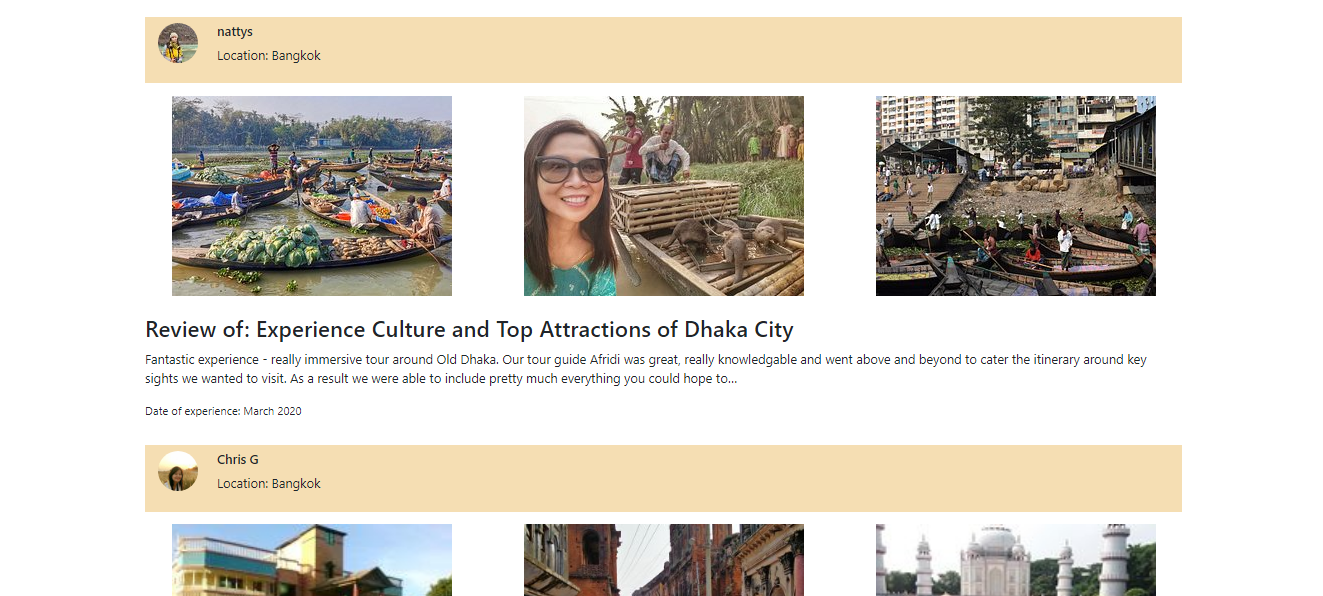 nattys
Location: Bangkok
Review of: Experience Culture and Top Attractions of Dhaka City
Fantastic experience - really immersive tour around Old Dhaka. Our tour guide Afridi was great, really knowledgable and went above and beyond to cater the itinerary around key
sights we wanted to visit. As a result we were able to include pretty much everything you could hope to...
Date of experience: March 2020
Chris G
Location: Bangkok